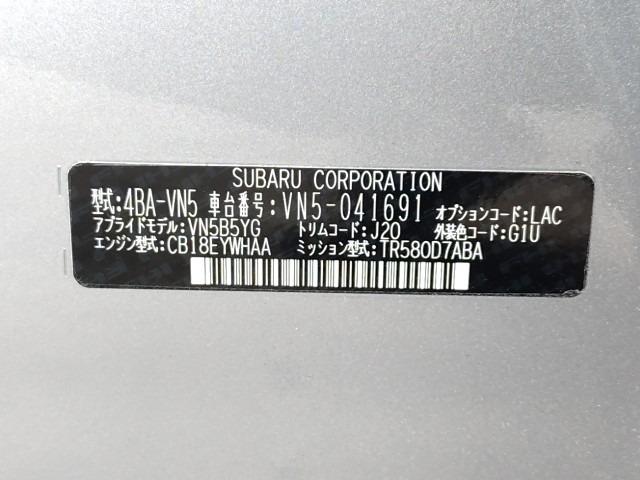 SUBARU CORPORATION
型式:4BA-VN5 車台番号:VN5-041691 オプションコード:LAC
アプライドモデル:VN5B5YG トリムコード:J20 外装色コード:G1U
エンジン型式:CB18EYWHAA ミッション型式:TR580D7ABA